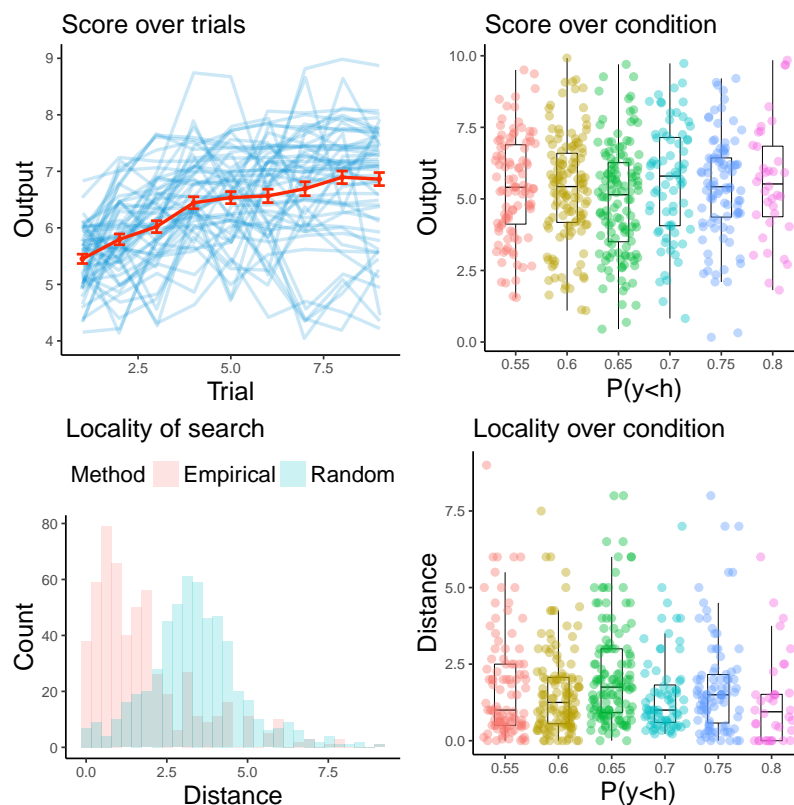 Score over trials
9
8
7
6
5
4
Output
2.5 5.0 7.5
Trial
Score over condition
10.0
7.5
5.0
2.5
0.0
Output
0.55 0.6 0.65 0.7 0.75 0.8
P(y<h)
Locality of search
Method Empirical Random
80
60
40
20
0
Count
0.0 2.5 5.0 7.5
Distance
Locality over condition
7.5
5.0
2.5
0.0
Distance
0.55 0.6 0.65 0.7 0.75 0.8
P(y<h)